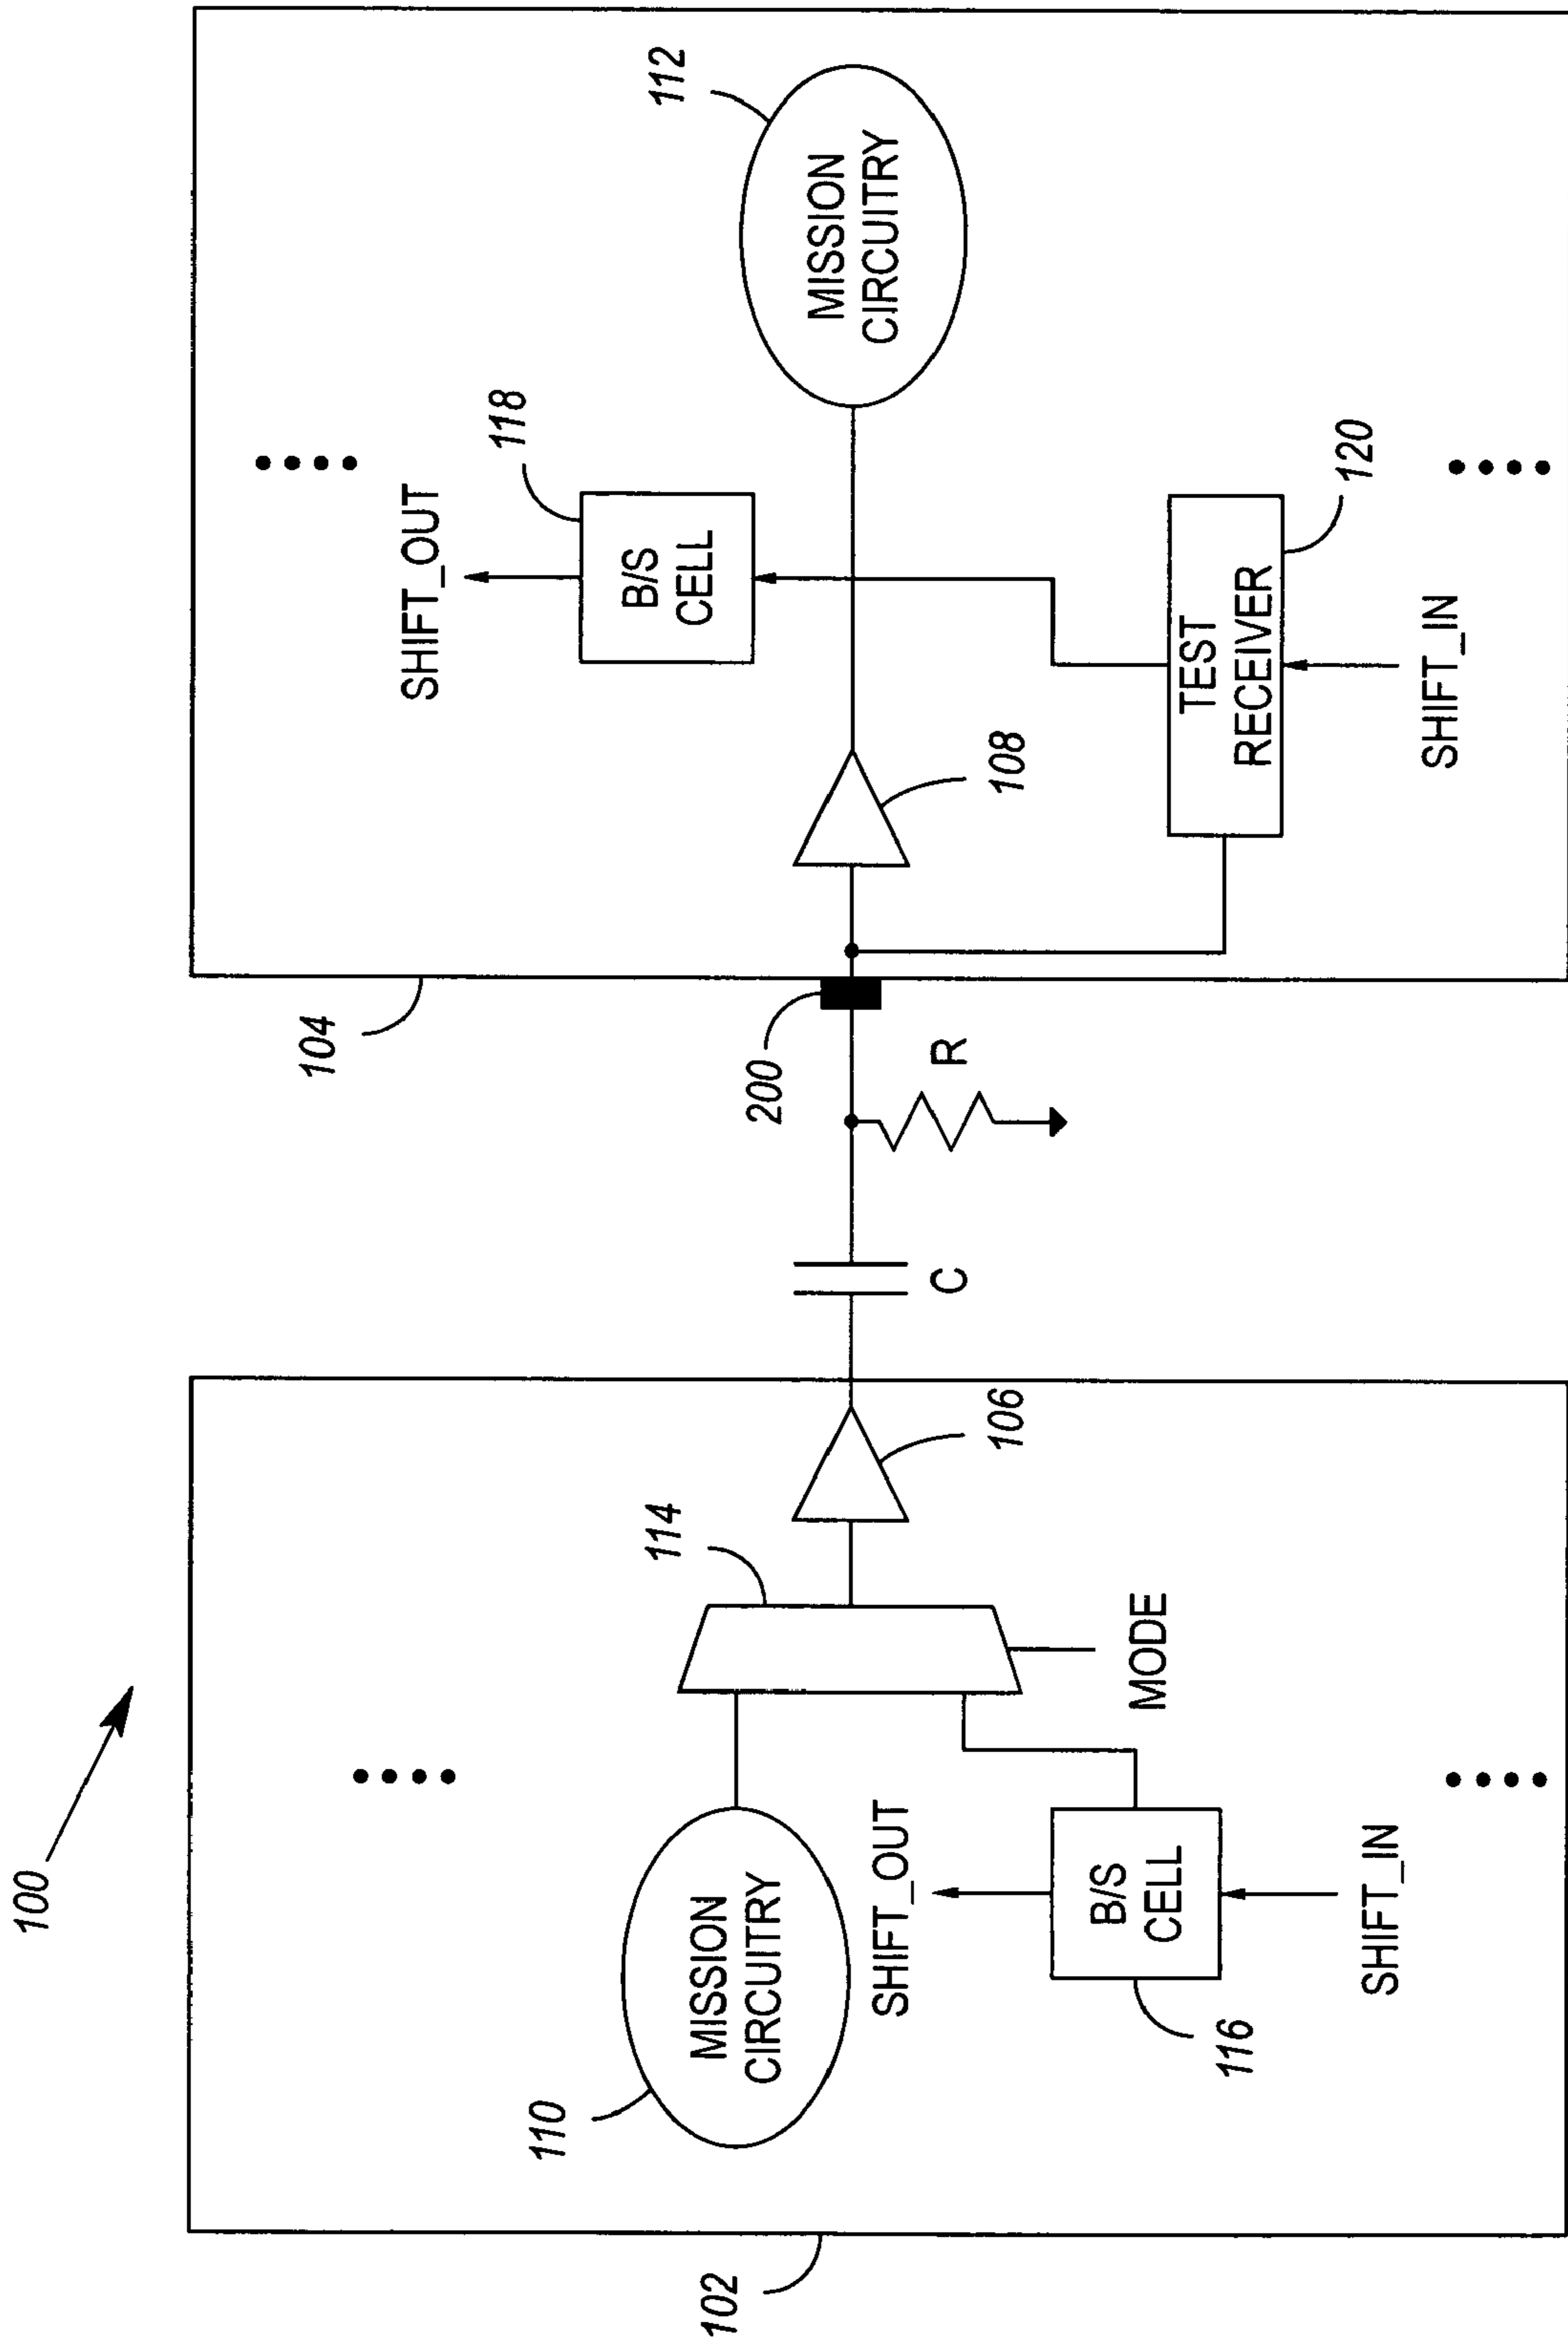 100
102
110
MISSION
CIRCUITRY
114
SHIFT_OUT
B/S
CELL
116
SHIFT_IN
MODE
106
C
R
200
104
108
SHIFT_OUT
118
B/S
CELL
112
MISSION
CIRCUITRY
TEST
RECEIVER
120
SHIFT_IN